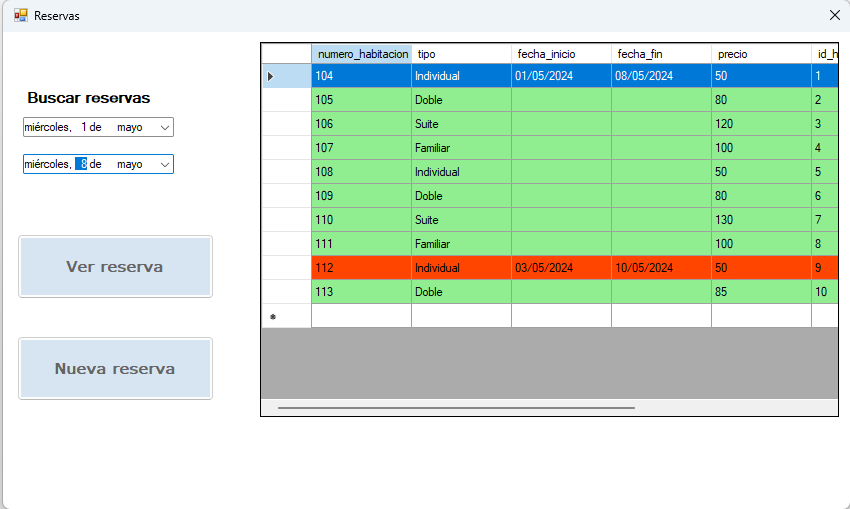 Reservas
Buscar reservas
miércoles, 1 de mayo
miércoles, 8 de mayo
Ver reserva
Nueva reserva
numero_habitacion tipo fecha_inicio fecha_fin precio id_h
104 Individual 01/05/2024 08/05/2024 50 1
105 Doble 80 2
106 Suite 120 3
107 Familiar 100 4
108 Individual 50 5
109 Doble 80 6
110 Suite 130 7
111 Familiar 100 8
112 Individual 03/05/2024 10/05/2024 50 9
113 Doble 85 10